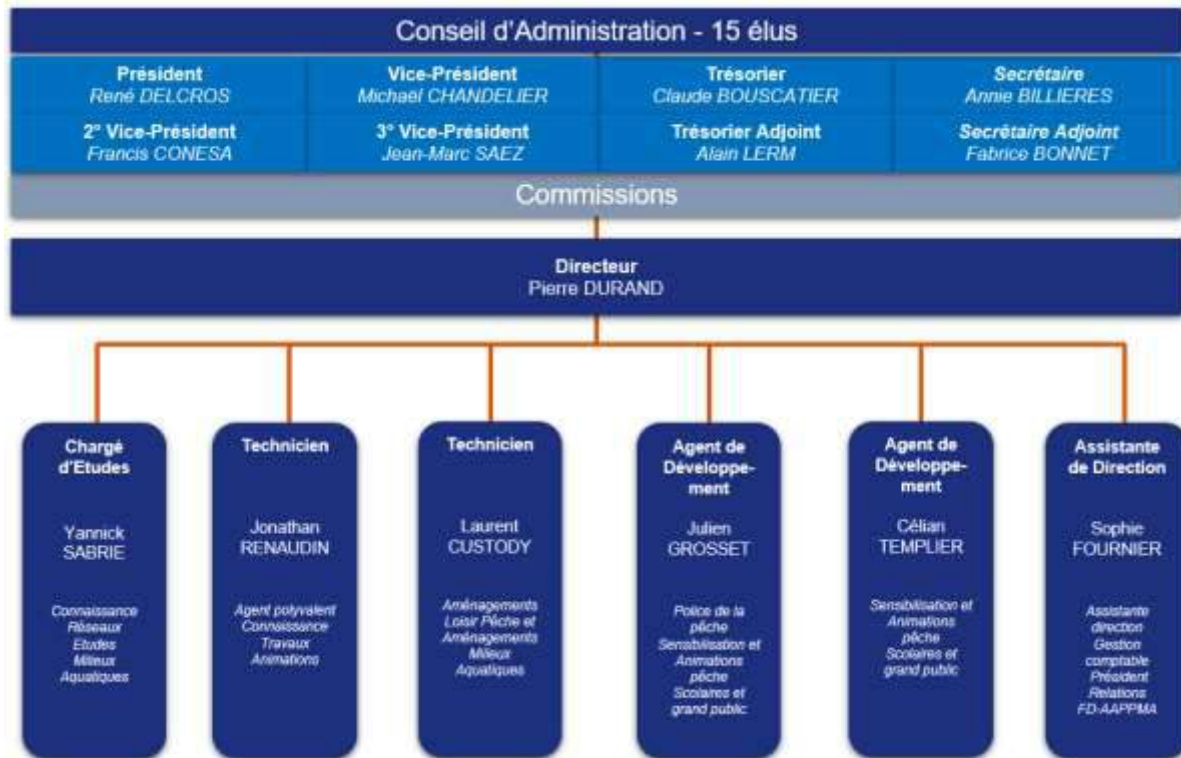 Conseil d'Administration - 15 élus
Président
René DELCROS
Vice-Président
Michaël CHANDELIER
Trésorier
Claude BOUSCATIER
Secrétaire
Annie BILLIERES
2° Vice-Président
Francis CONESA
3° Vice-Président
Jean-Marc SAEZ
Trésorier Adjoint
Alain LERM
Secrétaire Adjoint
Fabrice BONNET
Commissions
Directeur
Pierre DURAND
Chargé
d'Etudes
Yannick
SABRIE
Connaissance
Réseaux
Etudes
Milieux
Aquatiques
Technicien
Jonathan
RENAUDIN
Agent polyvalent
Connaissance
Travaux
Animations
Technicien
Laurent
CUSTODY
Aménagements
Loisir Pêche et
Aménagements
Milieux
Aquatiques
Agent de
Développe-
ment
Julien
GROSSET
Police de la
pêche
Sensibilisation et
Animations
pêche
Scolaires et
grand public
Agent de
Développe-
ment
Célian
TEMPLIER
Sensibilisation et
Animations
pêche
Scolaires et
grand public
Assistante
de Direction
Sophie
FOURNIER
Assistante
direction
Gestion
comptable
Président
Relations
FD-AAPPMA